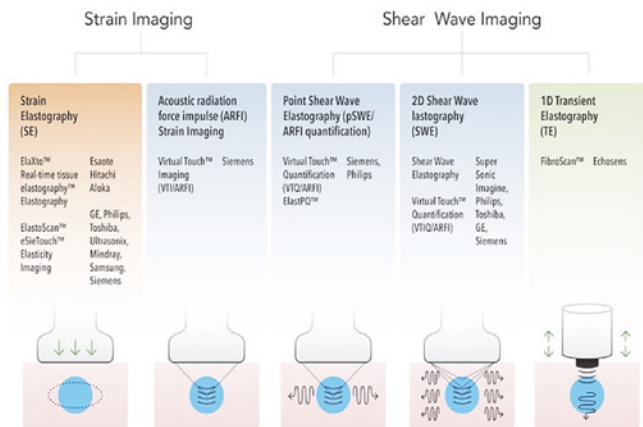 Strain Imaging
Shear Wave Imaging
Strain
Elastography
(SE)
ElaXto™
Real-time tissue
elastography™
Elastography
ElastoScan™
eSieTouch™
Elasticity
Imaging
Esaote
Hitachi
Aloka
GE, Philips,
Toshiba,
Ultrasonix,
Mindray,
Samsung,
Siemens
Acoustic radiation
force impulse (ARFI)
Strain Imaging
Virtual Touch™
Imaging
(VTI/ARFI)
Siemens
Point Shear Wave
Elastography (pSWE/
ARFI quantification)
Virtual Touch™
Quantification
(VTQ/ARFI)
ElastPQ™
Siemens,
Philips
2D Shear Wave
lastography
(SWE)
Shear Wave
Elastography
Virtual Touch™
Quantification
(VTIQ/ARFI)
Super
Sonic
Imagine,
Philips,
Toshiba,
GE,
Siemens
1D Transient
Elastography
(TE)
FibroScan™
Echosens